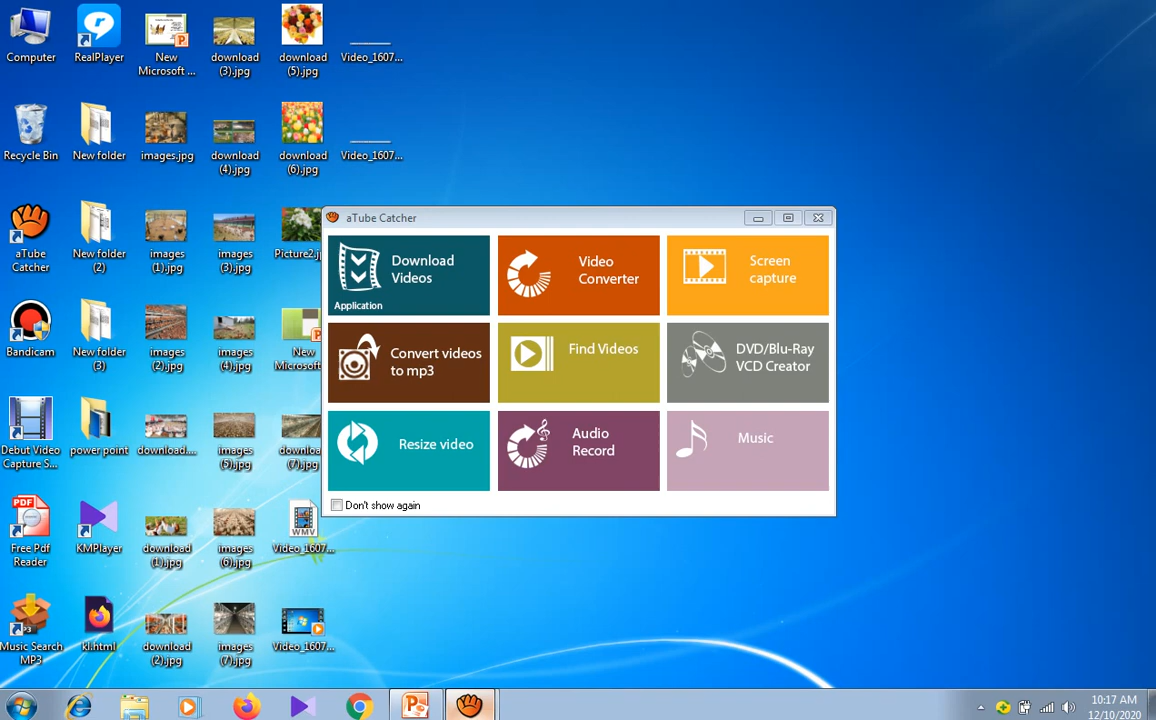 Computer
RealPlayer
New
Microsoft ...
download
(3).jpg
download
(5).jpg
Video_1607...
Recycle Bin
New folder
images.jpg
download
(4).jpg
download
(6).jpg
Video_1607...
aTube
Catcher
New folder
(2)
images
(1).jpg
images
(3).jpg
Picture2.j
Bandicam
New folder
(3)
images
(2).jpg
images
(4).jpg
New
Microsoft
Debut Video
Capture S...
power point
download....
images
(5).jpg
downloa
(7).jpg
PDF
Free Pdf
Reader
KMPlayer
download
(1).jpg
images
(6).jpg
WMV
Video_1607...
Music Search
MP3
kl.html
download
(2).jpg
images
(7).jpg
Video_1607...
aTube Catcher
Download
Videos
Application
Video
Converter
Screen
capture
Convert videos
to mp3
Find Videos
DVD/Blu-Ray
VCD Creator
Resize video
Audio
Record
Music
Don't show again
10:17 AM
12/10/2020